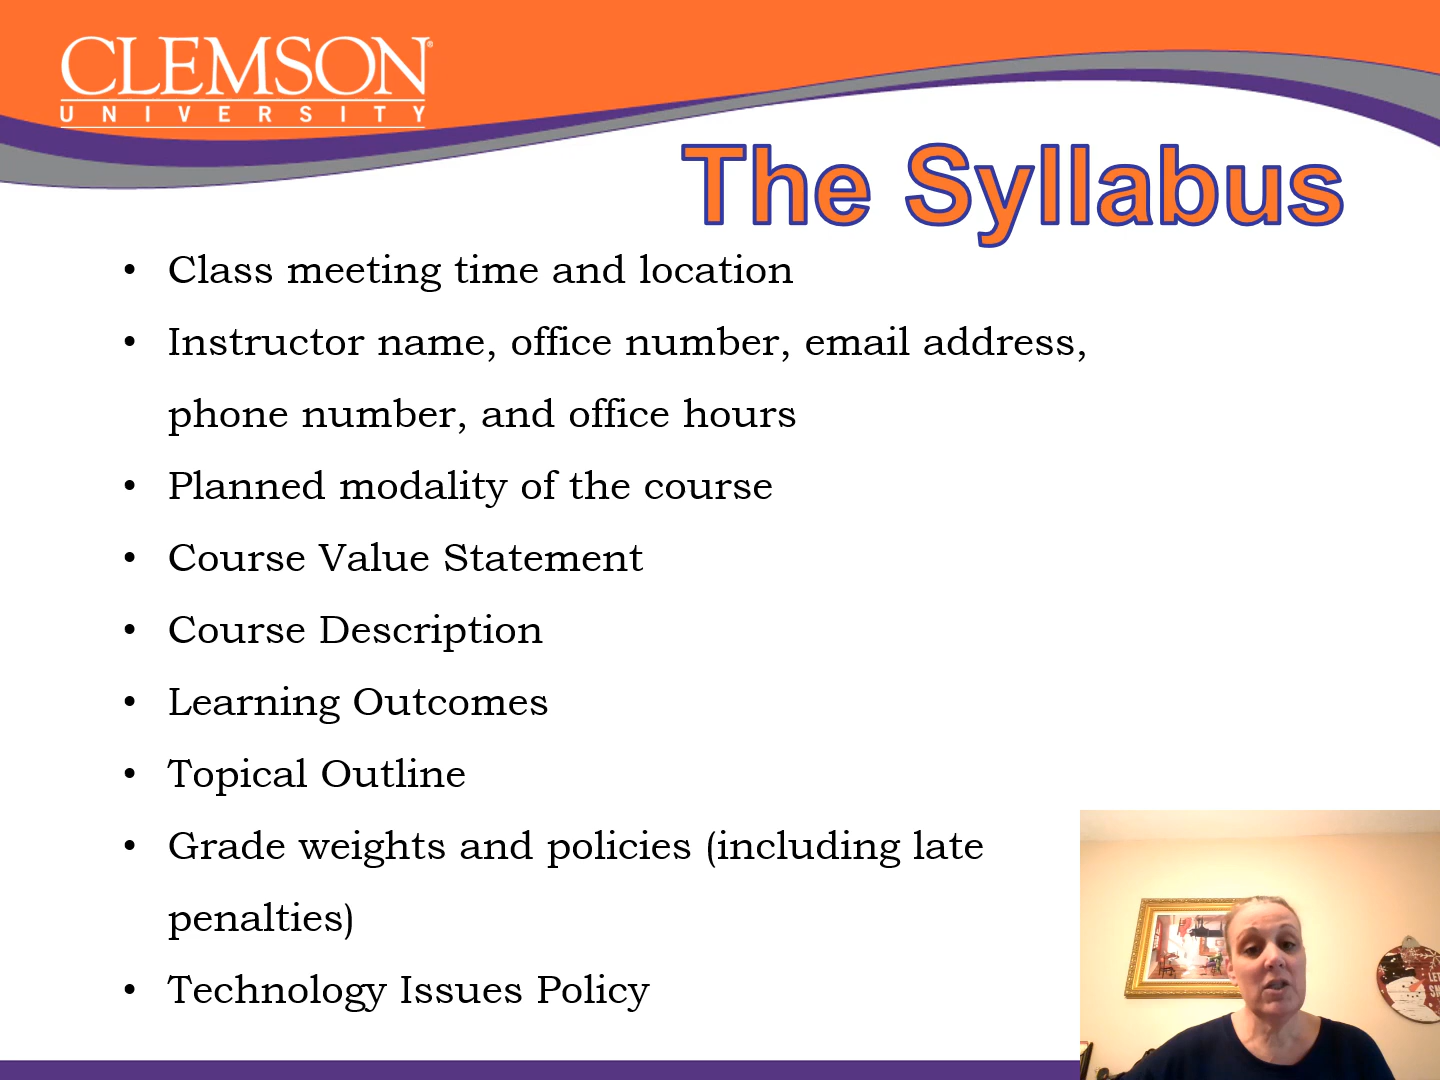 CLEMSON®
UNIVERSITY
The Syllabus
• Class meeting time and location
• Instructor name, office number, email address,
phone number, and office hours
• Planned modality of the course
• Course Value Statement
• Course Description
• Learning Outcomes
• Topical Outline
• Grade weights and policies (including late
penalties)
• Technology Issues Policy